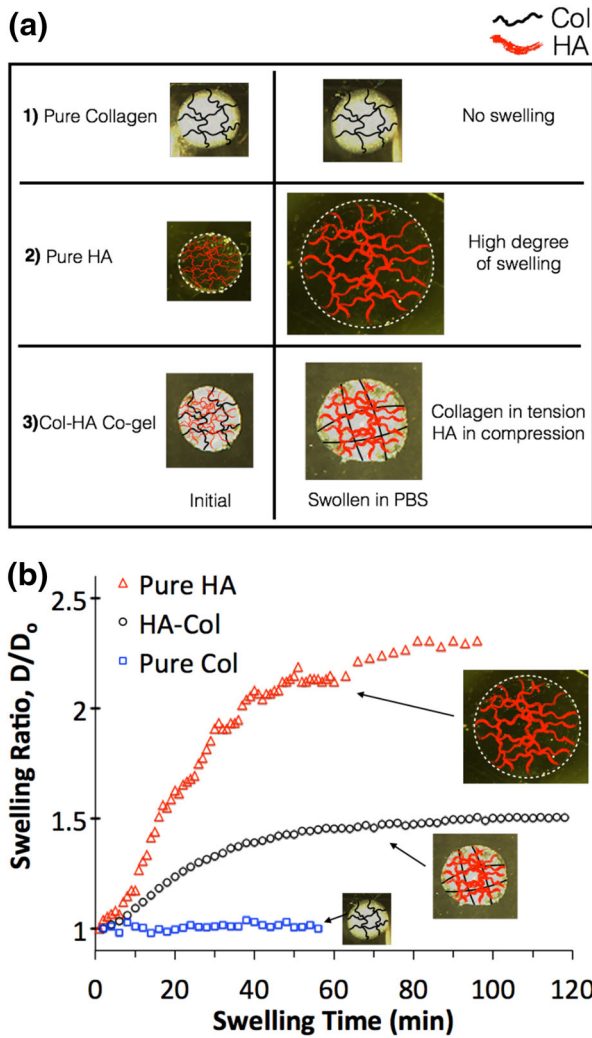 (a)
Col
HA
1) Pure Collagen
No swelling
2) Pure HA
High degree
of swelling
3)Col-HA Co-gel
Collagen in tension
HA in compression
Initial
Swollen in PBS
(b)
Pure HA
HA-Col
Pure Col
Swelling Ratio, D/Do
2.5
2
1.5
1
0
20
40
60
80
100
120
Swelling Time (min)